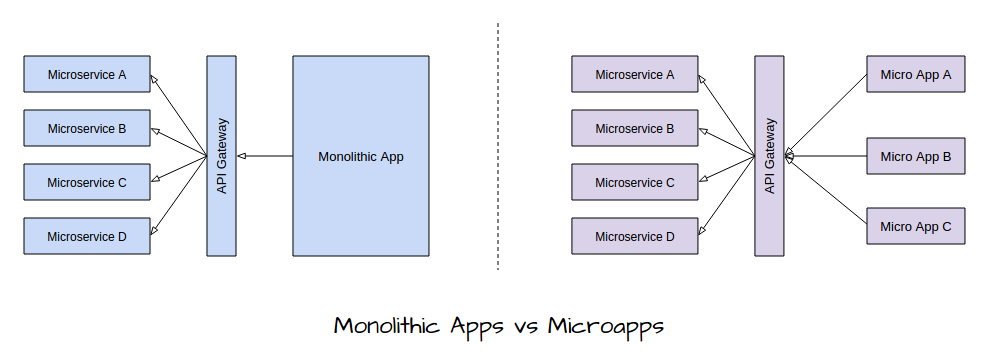 Microservice A
Microservice B
Microservice C
Microservice D
API Gateway
Monolithic App
Microservice A
Microservice B
Microservice C
Microservice D
API Gateway
Micro App A
Micro App B
Micro App C
Monolithic Apps vs Microapps